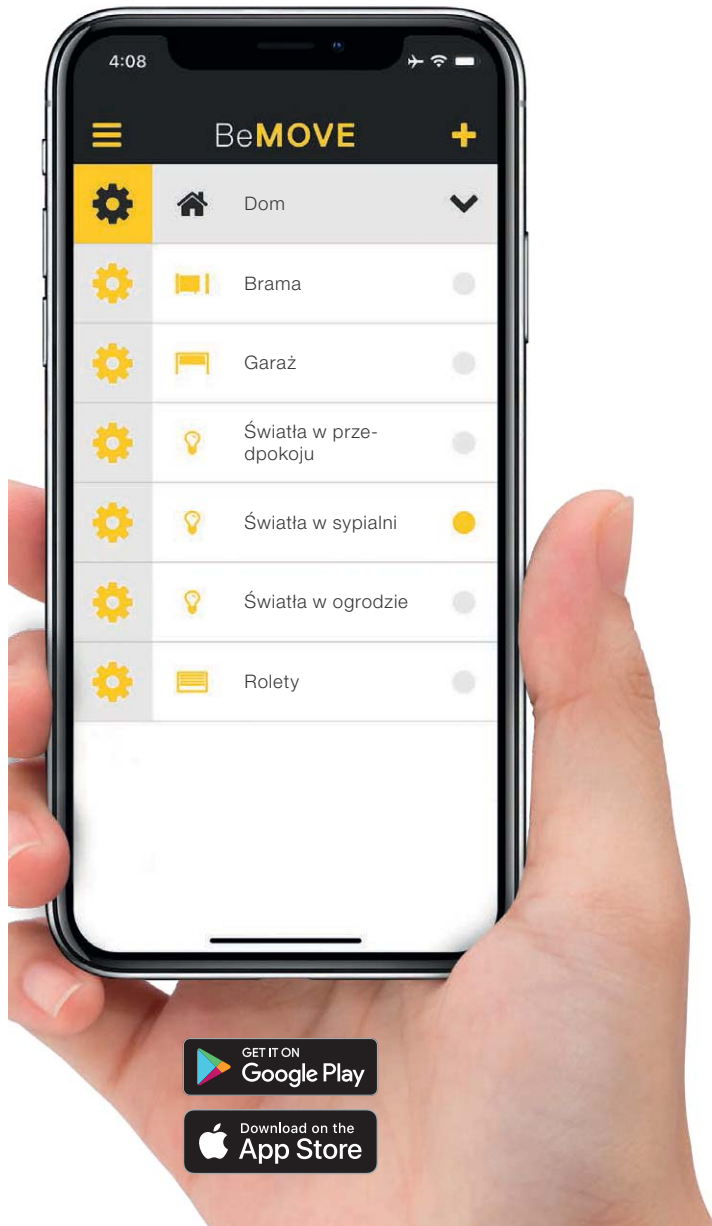 4:08
BeMOVE
Dom
Brama
Garaż
Światła w prze-
dpokoju
Światła w sypialni
Światła w ogrodzie
Rolety
GET IT ON
Google Play
Download on the
App Store